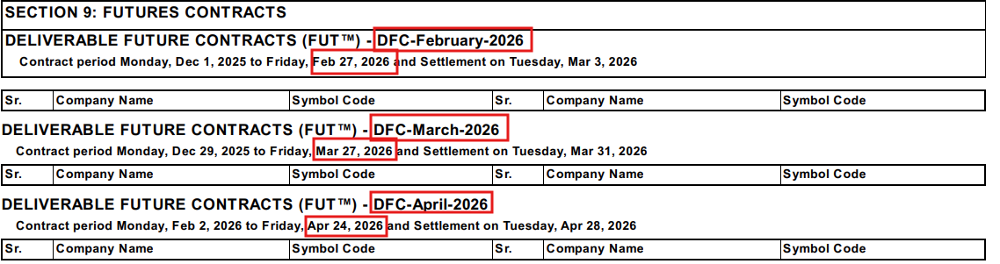 SECTION 9: FUTURES CONTRACTS
DELIVERABLE FUTURE CONTRACTS (FUT™) - DFC-February-2026
Contract period Monday, Dec 1, 2025 to Friday, Feb 27, 2026 and Settlement on Tuesday, Mar 3, 2026
Sr. Company Name Symbol Code Sr. Company Name Symbol Code
DELIVERABLE FUTURE CONTRACTS (FUT™) - DFC-March-2026
Contract period Monday, Dec 29, 2025 to Friday, Mar 27, 2026 and Settlement on Tuesday, Mar 31, 2026
Sr. Company Name Symbol Code Sr. Company Name Symbol Code
DELIVERABLE FUTURE CONTRACTS (FUT™) - DFC-April-2026
Contract period Monday, Feb 2, 2026 to Friday, Apr 24, 2026 and Settlement on Tuesday, Apr 28, 2026
Sr. Company Name Symbol Code Sr. Company Name Symbol Code